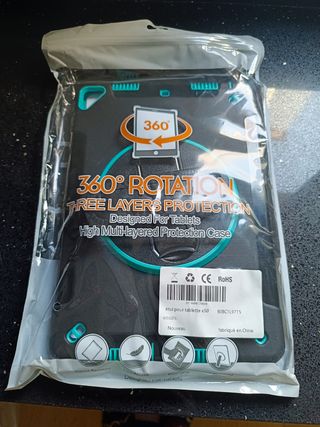 360°
360° ROTATION
THREE LAYERS PROTECTION
Designed For Tablets
High Multi-layered Protection Case
CE RoHS
Nouveau
fabriqué en Chine